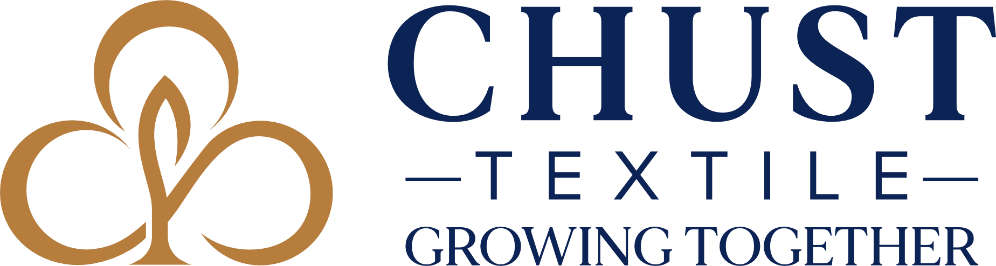 CHUST
TEXTILE
GROWING TOGETHER